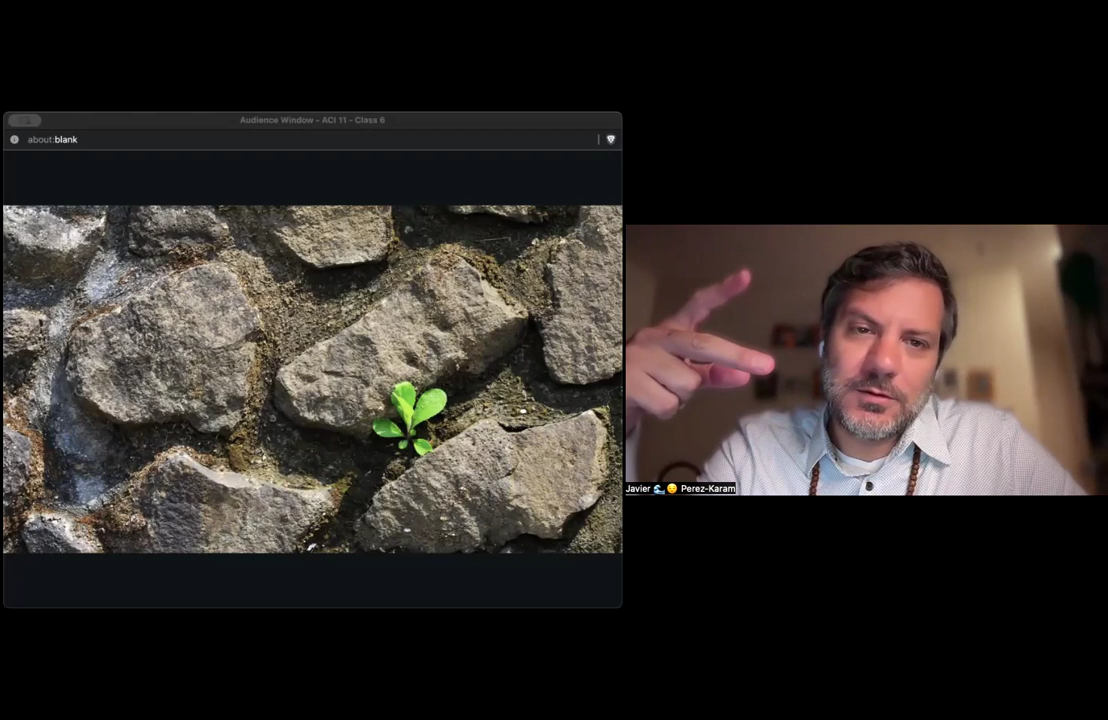 Audience Window - ACI 11 - Class 6
about:blank
Javier 🌊 😌 Perez-Karam